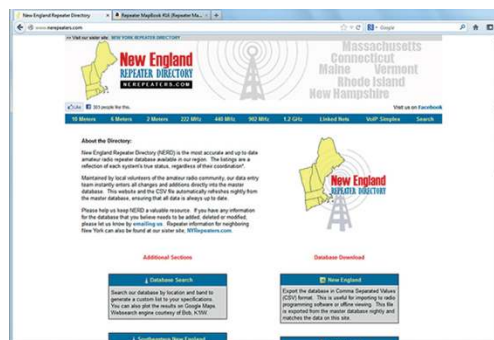 New England Repeater Directory
Repeater MapBook
www.nerepeaters.com
Google
>> Visit our sister site: NEW YORK REPEATER DIRECTORY
New England
REPEATER DIRECTORY
NEREPEATERS.COM
Massachusetts
Connecticut
Maine Vermont
Rhode Island
New Hampshire
Like
people like this.
Visit us on Facebook
10 Meters 6 Meters 2 Meters 222 MHz 440 MHz 902 MHz 1.2 GHz Linked Nets VoIP Simplex Search
About the Directory:
New England Repeater Directory (NERD) is the most accurate and up to date
amateur radio repeater database available in our region. The listings are a
reflection of each system's true status, regardless of their coordination*.
Maintained by local volunteers of the amateur radio community, our data entry
team instantly enters all changes and additions directly into the master
database. This website and the CSV file automatically refreshes nightly from
the master database, ensuring that all data is always up to date.
Please help us keep NERD a valuable resource. If you have any information
for the database that you believe needs to be added, deleted or modified,
please let us know by emailing us. Repeater information for neighboring
New York can also be found at our sister site, NYRepeaters.com.
New England
REPEATER DIRECTORY
Additional Sections
Database Download
Database Search
Search our database by location and band to
generate a custom list to your specifications.
You can also plot the results on Google Maps.
Websearch engine courtesy of Bob, K1IW.
New England
Export the database in Comma Separated Values
(CSV) format. This is useful for importing to radio
programming software or offline viewing. This file
is exported from the master database nightly and
matches the data on this site.
Southeastern New England